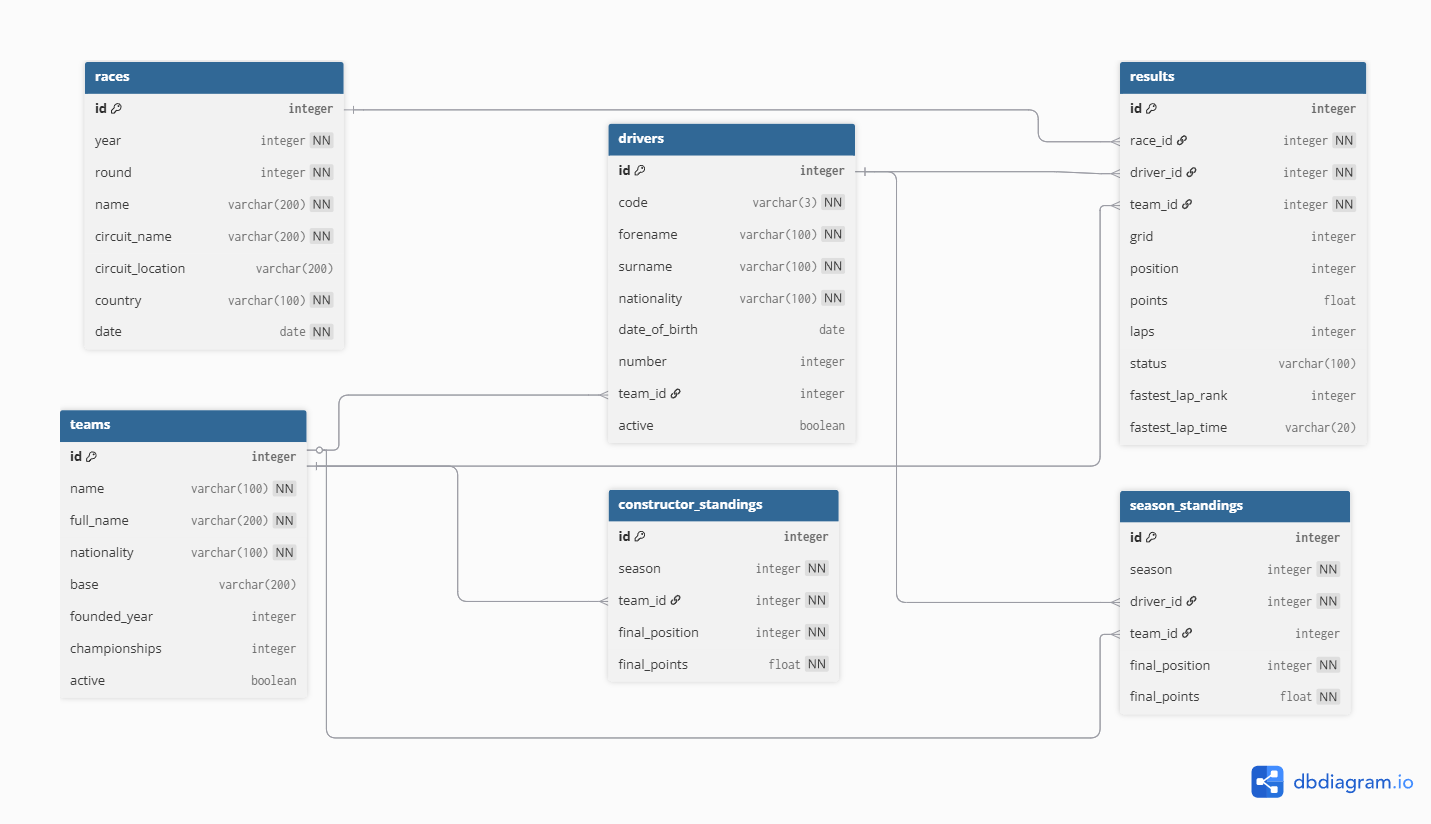 races
id integer
year integer NN
round integer NN
name varchar(200) NN
circuit_name varchar(200) NN
circuit_location varchar(200)
country varchar(100) NN
date date NN
teams
id integer
name varchar(100) NN
full_name varchar(200) NN
nationality varchar(100) NN
base varchar(200)
founded_year integer
championships integer
active boolean
drivers
id integer
code varchar(3) NN
forename varchar(100) NN
surname varchar(100) NN
nationality varchar(100) NN
date_of_birth date
number integer
team_id integer
active boolean
constructor_standings
id integer
season integer NN
team_id integer NN
final_position integer NN
final_points float NN
results
id integer
race_id integer NN
driver_id integer NN
team_id integer NN
grid integer
position integer
points float
laps integer
status varchar(100)
fastest_lap_rank integer
fastest_lap_time varchar(20)
season_standings
id integer
season integer NN
driver_id integer NN
team_id integer
final_position integer NN
final_points float NN
dbdiagram.io